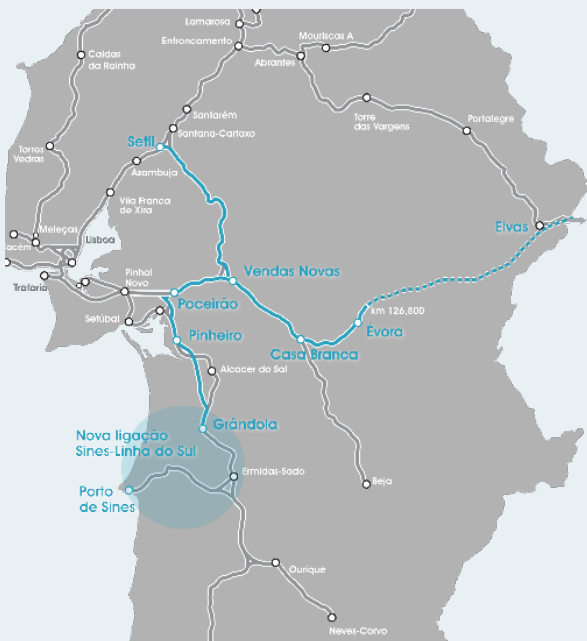 Lamarosa
Entroncamento
Mouriscas A
Abrantes
Caldas
da Rainha
Santarém
Santana-Cartaxo
Torre
das Vargens
Portalegre
Setil
Torres
Vedras
Azambuja
Vila Franca
de Xira
Elvas
Meleças
Lisboa
Cacém
Vendas Novas
Pinhal
Novo
Trafaria
Poceirão
km 126,800
Setúbal
Évora
Pinheiro
Casa Branca
Alcácer do Sal
Grândola
Nova ligação
Sines-Linha do Sul
Ermidas-Sado
Beja
Porto
de Sines
Ourique
Neves-Corvo